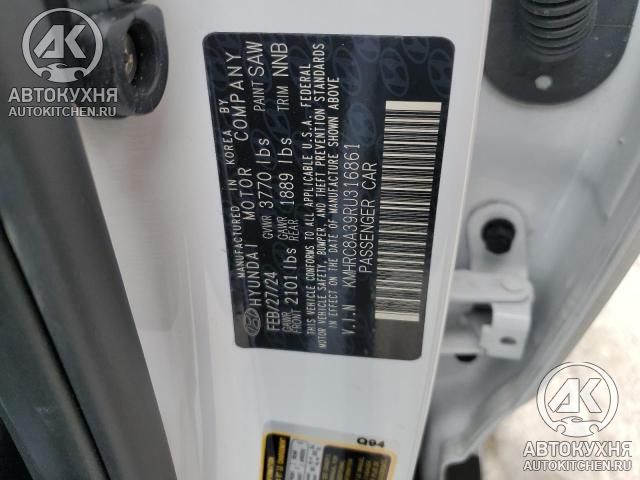 АВТОКУХНЯ
AUTOKITCHEN.RU
MANUFACTURED IN KOREA BY
HYUNDAI MOTOR COMPANY
FEB/27/24 GVWR 3770 lbs PAINT SAW
GAWR FRONT 2101lbs GAWR REAR 1889 lbs TRIM NNB
THIS VEHICLE CONFORMS TO ALL APPLICABLE U.S.A. FEDERAL
MOTOR VEHICLE SAFETY, BUMPER, AND THEFT PREVENTION STANDARDS
IN EFFECT ON THE DATE OF MANUFACTURE SHOWN ABOVE
V.I.N KMHRC8A39RU316861
PASSENGER CAR
Q94
АВТОКУХНЯ
AUTOKITCHEN.RU